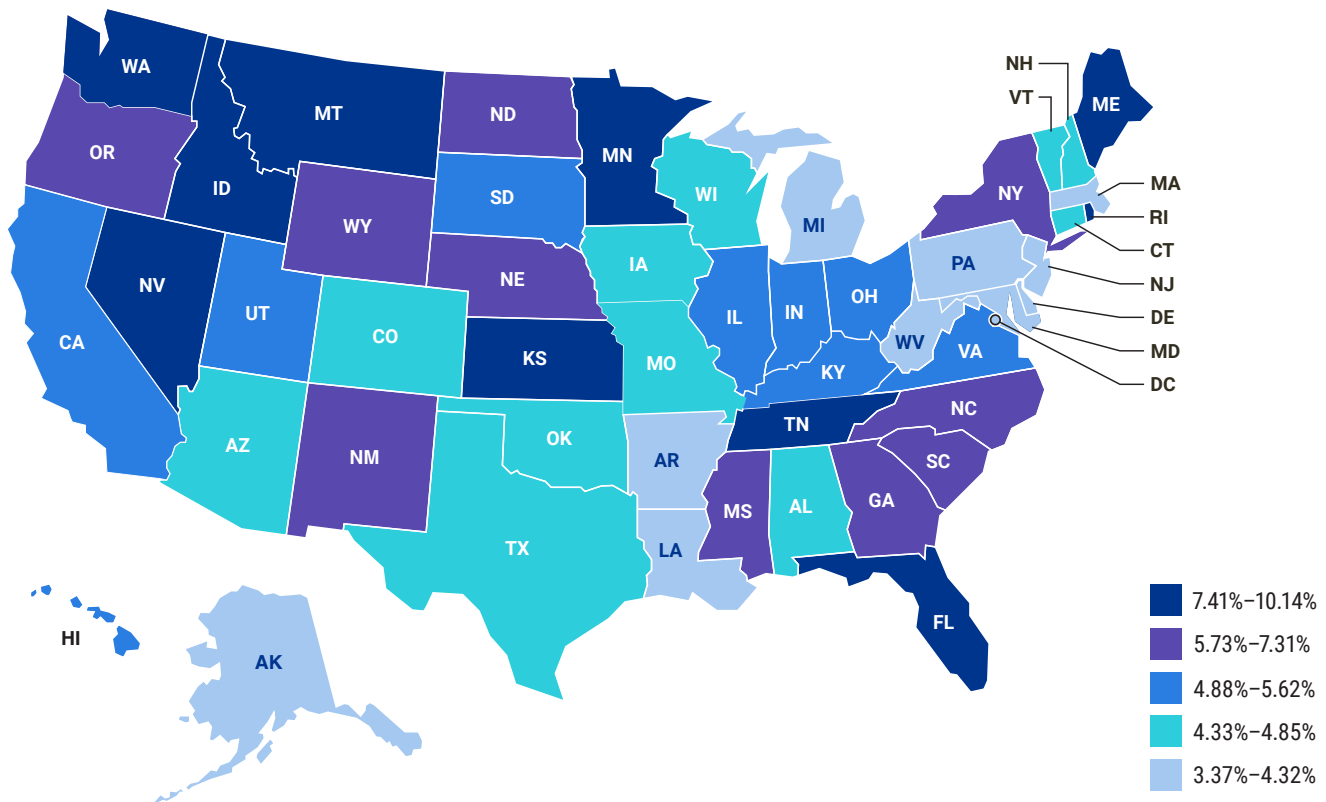 NH
VT
ME
WA
MT
ND
MN
OR
ID
WY
SD
WI
MI
NY
MA
RI
CT
NJ
DE
MD
DC
NV
UT
CA
CO
NE
IA
IL
IN
OH
PA
WV
VA
KS
MO
KY
TN
NC
SC
AZ
NM
OK
AR
TX
LA
MS
AL
GA
FL
HI
AK
7.41%–10.14%
5.73%–7.31%
4.88%–5.62%
4.33%–4.85%
3.37%–4.32%